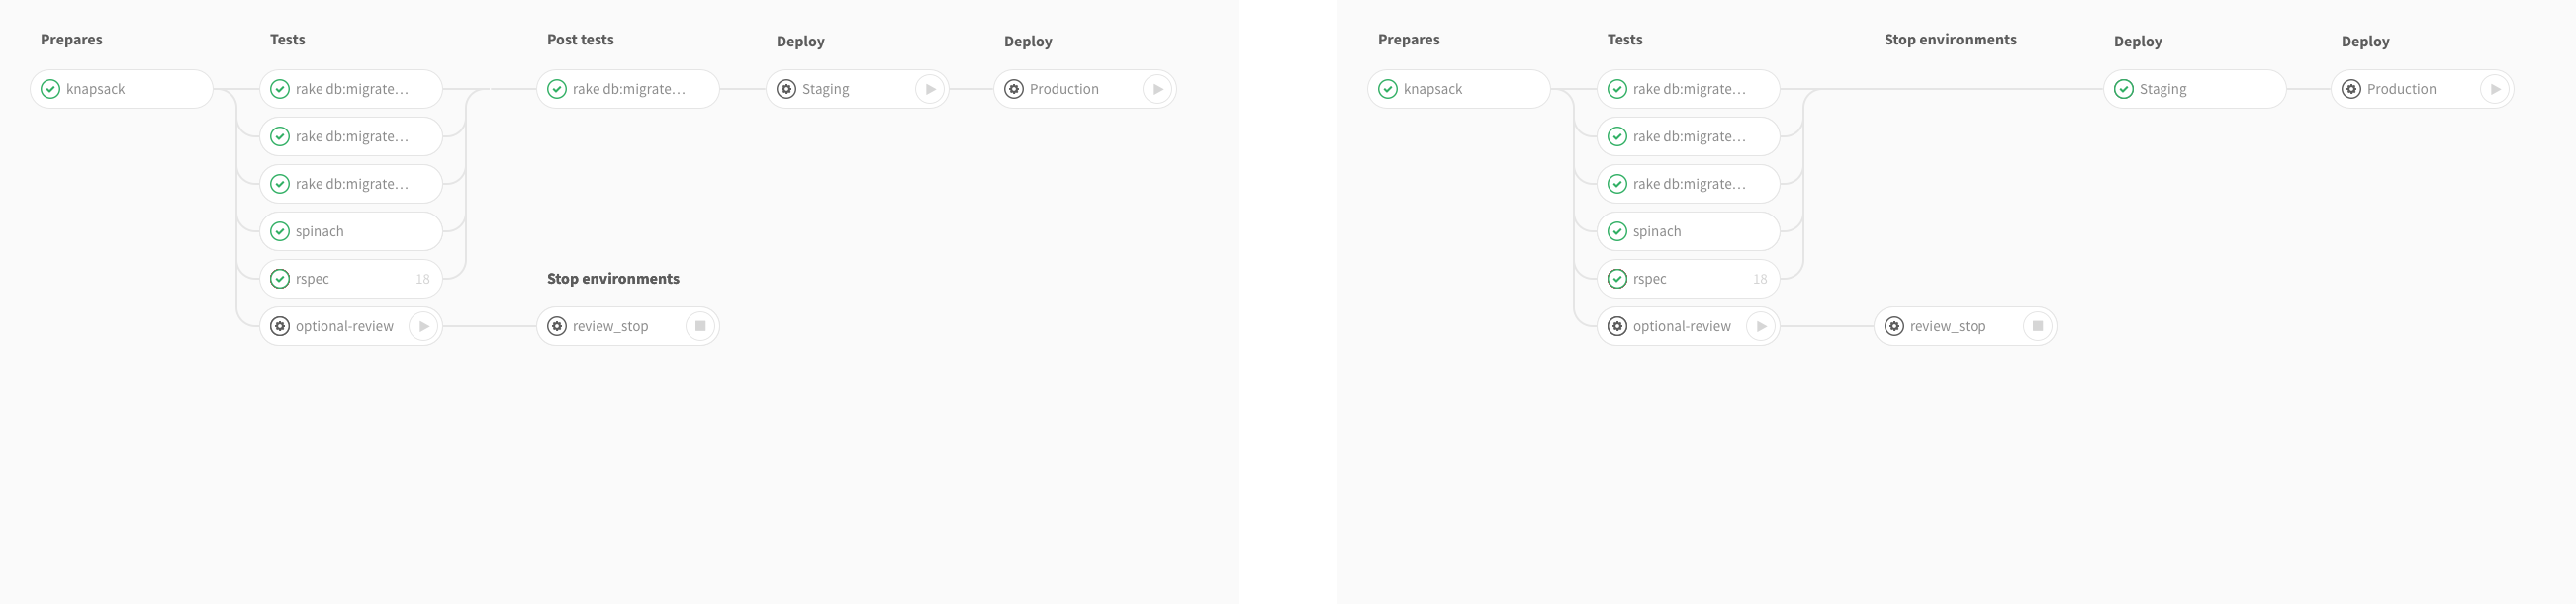 Prepares
Tests
Post tests
Deploy
Deploy
knapsack
rake db:migrate...
rake db:migrate...
Staging
Production
rake db:migrate...
rake db:migrate...
spinach
rspec 18
Stop environments
optional-review
review_stop
Prepares
Tests
Stop environments
Deploy
Deploy
knapsack
rake db:migrate...
Staging
Production
rake db:migrate...
rake db:migrate...
spinach
rspec 18
optional-review
review_stop